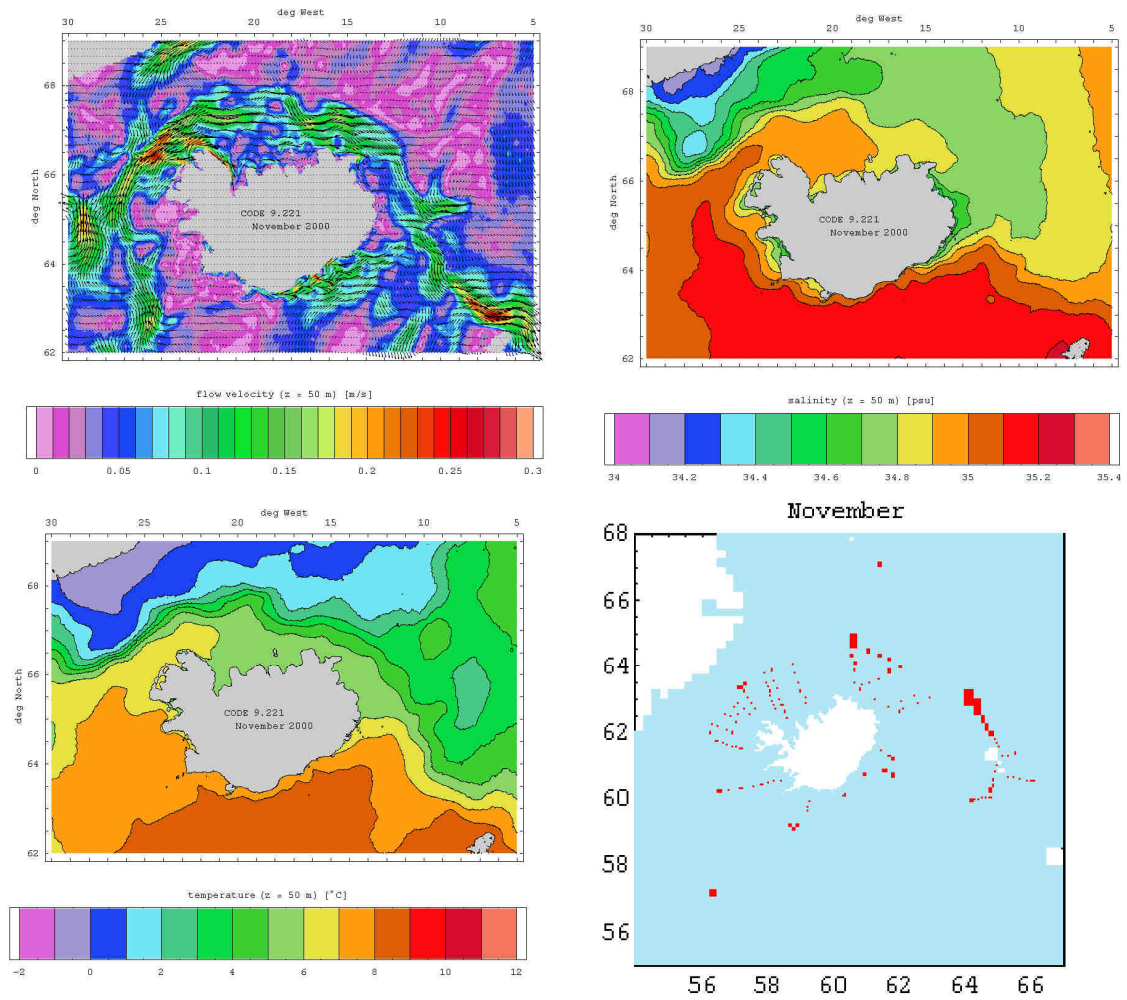 deg West
30 25 20 15 10 5
68
66
64
62
deg North
CODE 9.221
November 2000
flow velocity (z = 50 m) [m/s]
0 0.05 0.1 0.15 0.2 0.25 0.3
deg West
30 25 20 15 10 5
68
66
64
62
deg North
CODE 9.221
November 2000
salinity (z = 50 m) [psu]
34 34.2 34.4 34.6 34.8 35 35.2 35.4
deg West
30 25 20 15 10 5
68
66
64
62
deg North
CODE 9.221
November 2000
temperature (z = 50 m) [°C]
-2 0 2 4 6 8 10 12
November
68
66
64
62
60
58
56
56 58 60 62 64 66